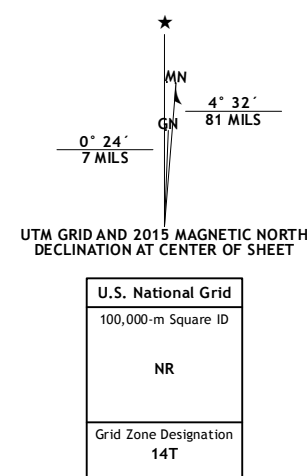 ★
MN
GN
4° 32´
81 MILS
0° 24´
7 MILS
UTM GRID AND 2015 MAGNETIC NORTH
DECLINATION AT CENTER OF SHEET
U.S. National Grid
100,000-m Square ID
NR
Grid Zone Designation
14T